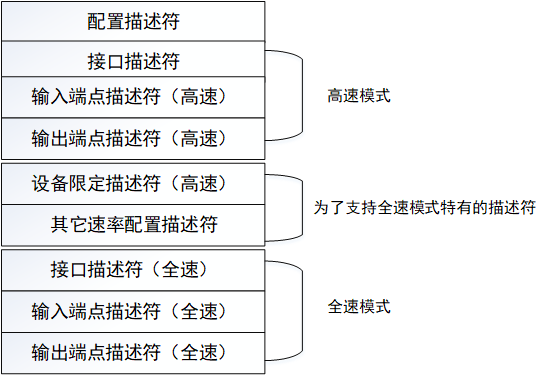 配置描述符
接口描述符
输入端点描述符（高速）
输出端点描述符（高速）
高速模式
设备限定描述符（高速）
其它速率配置描述符
为了支持全速模式特有的描述符
接口描述符（全速）
输入端点描述符（全速）
输出端点描述符（全速）
全速模式